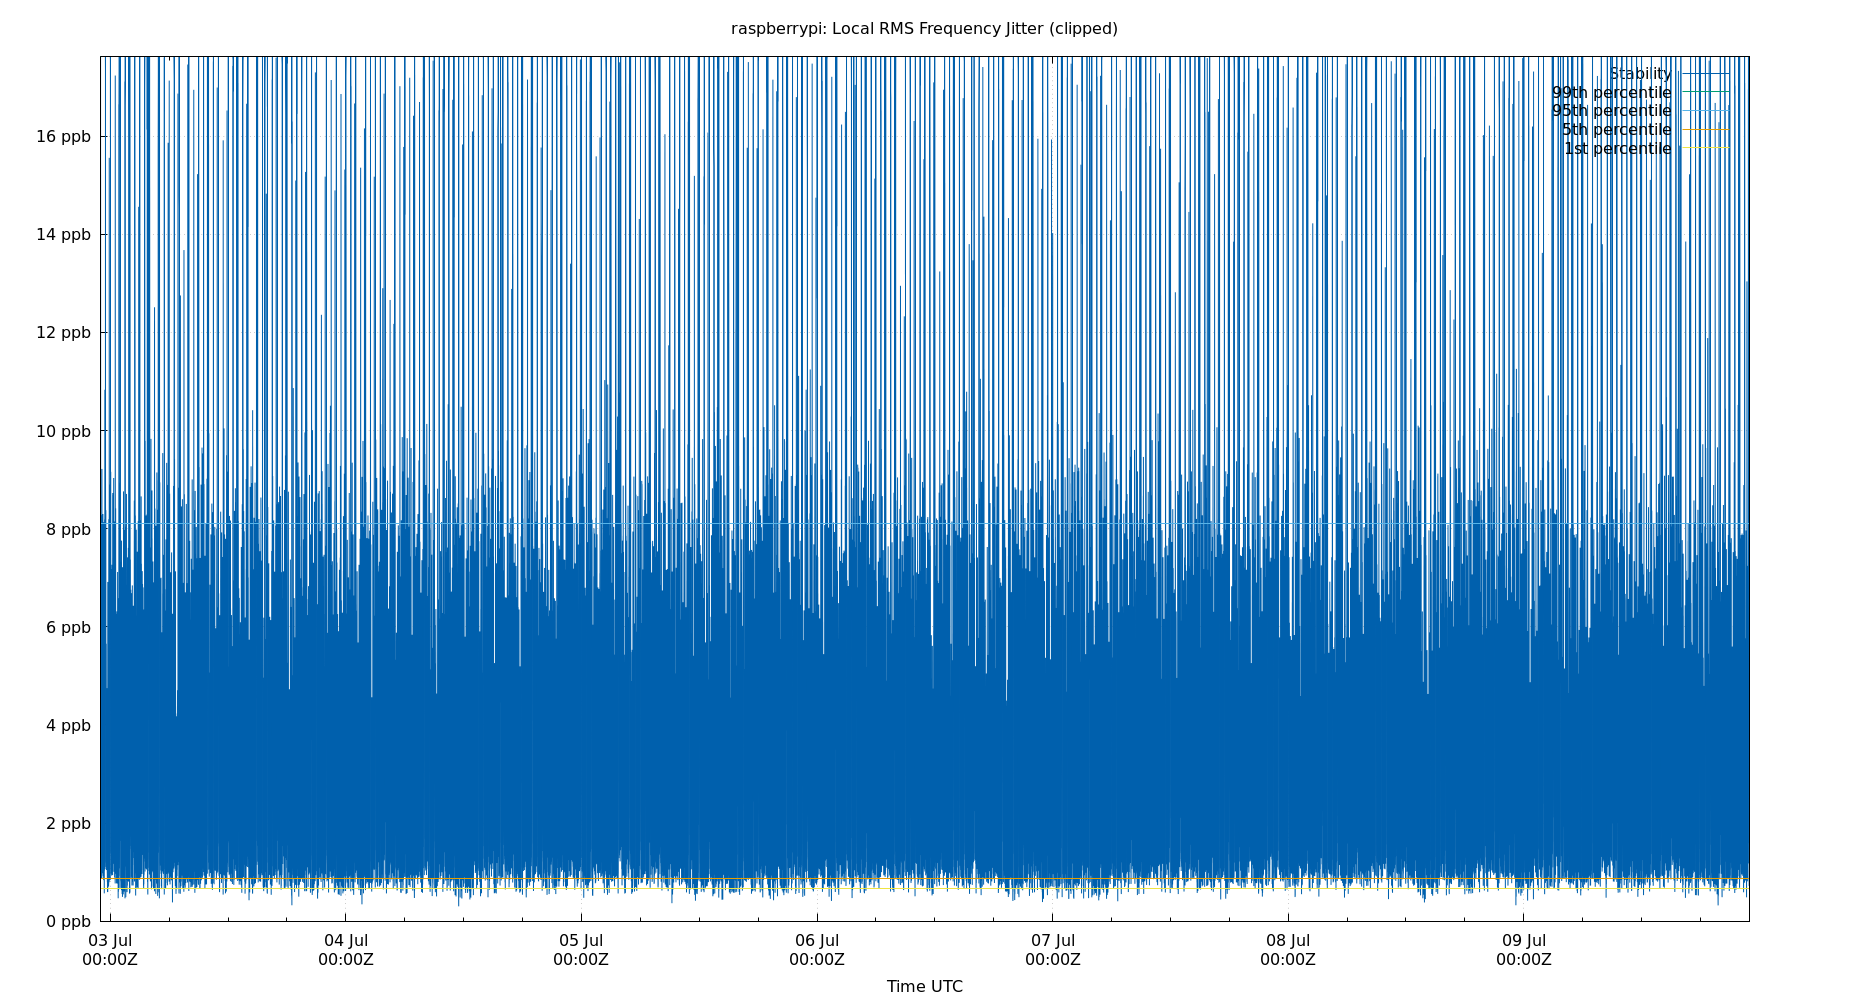 raspberrypi: Local RMS Frequency Jitter (clipped)
Stability
99th percentile
95th percentile
5th percentile
1st percentile
16 ppb
14 ppb
12 ppb
10 ppb
8 ppb
6 ppb
4 ppb
2 ppb
0 ppb
03 Jul 04 Jul 05 Jul 06 Jul 07 Jul 08 Jul 09 Jul
00:00Z 00:00Z 00:00Z 00:00Z 00:00Z 00:00Z 00:00Z
Time UTC